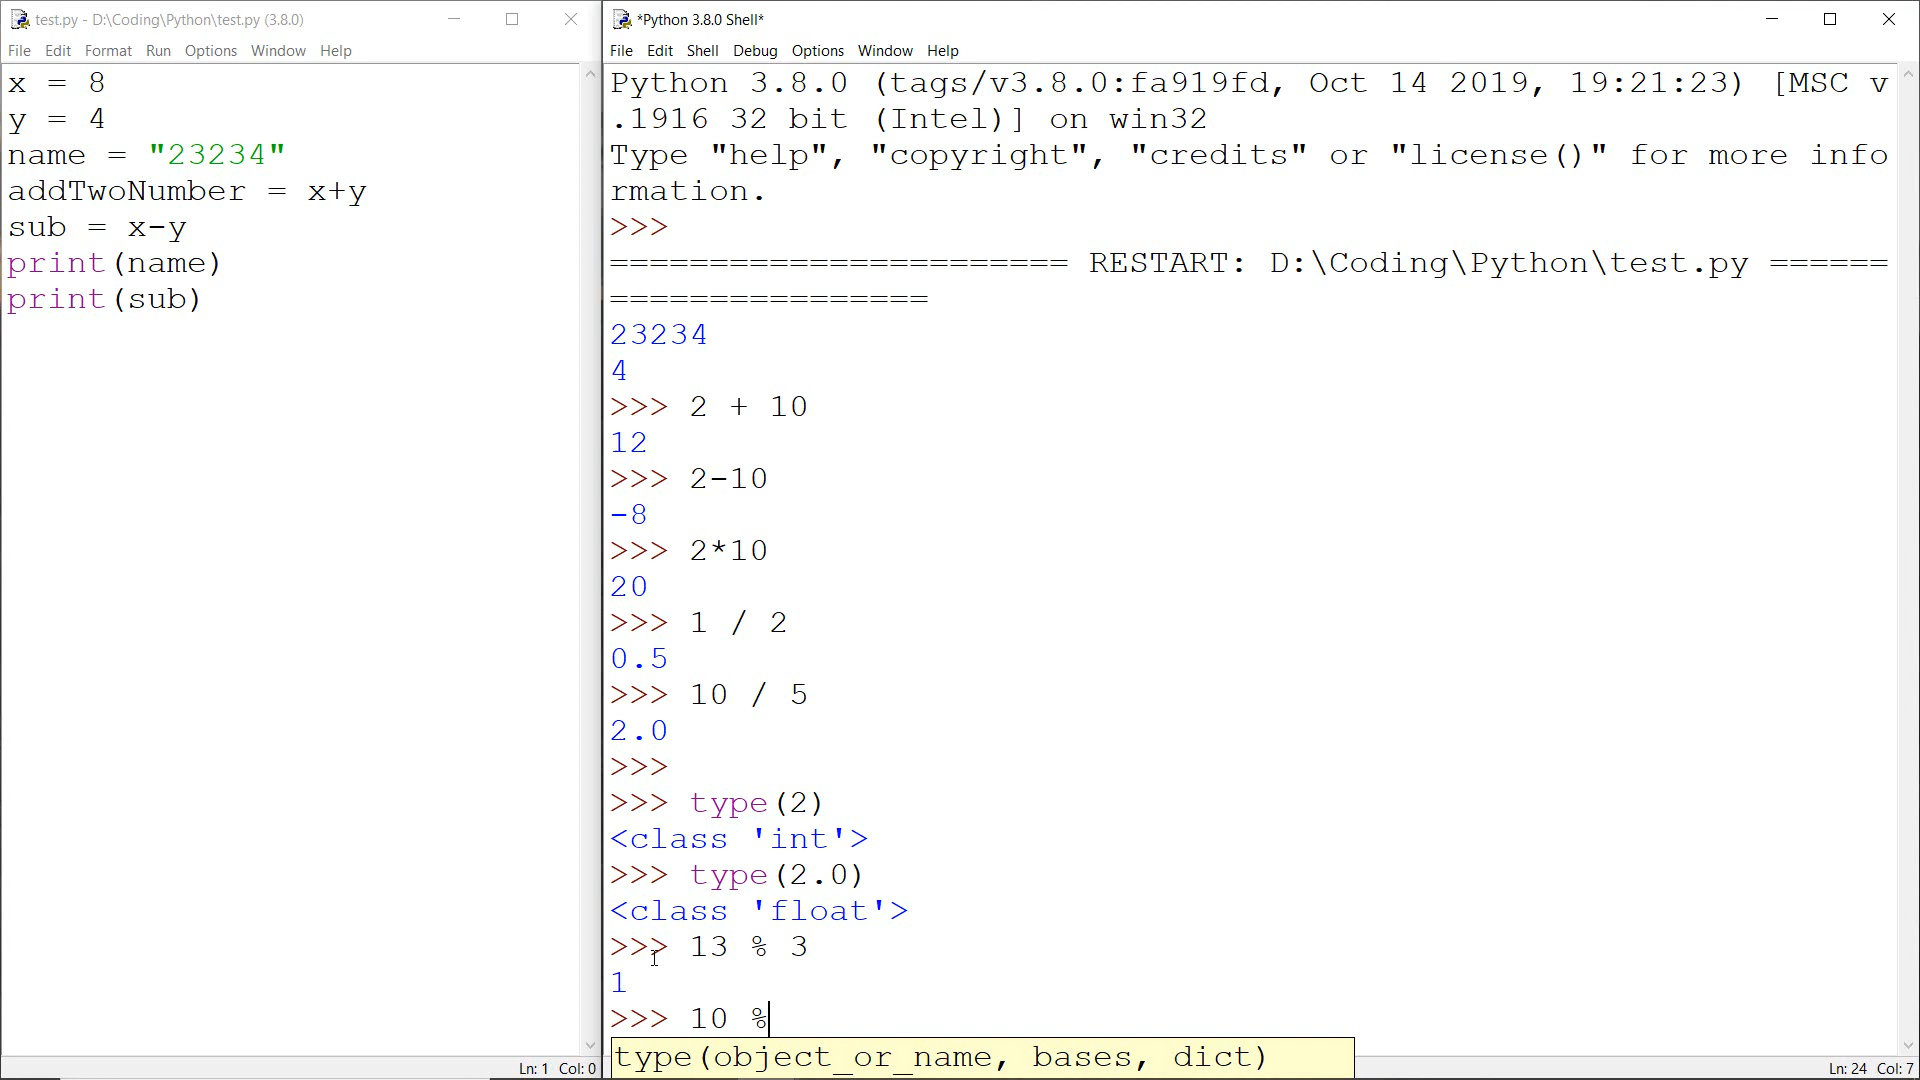 test.py - D:\Coding\Python\test.py (3.8.0)
File Edit Format Run Options Window Help
x = 8
y = 4
name = "23234"
addTwoNumber = x+y
sub = x-y
print(name)
print(sub)
Ln: 1 Col: 0
*Python 3.8.0 Shell*
File Edit Shell Debug Options Window Help
Python 3.8.0 (tags/v3.8.0:fa919fd, Oct 14 2019, 19:21:23) [MSC v
.1916 32 bit (Intel)] on win32
Type "help", "copyright", "credits" or "license()" for more info
rmation.
>>>
======================= RESTART: D:\Coding\Python\test.py ======
================
23234
4
>>> 2 + 10
12
>>> 2-10
-8
>>> 2*10
20
>>> 1 / 2
0.5
>>> 10 / 5
2.0
>>>
>>> type(2)
<class 'int'>
>>> type(2.0)
<class 'float'>
>>> 13 % 3
1
>>> 10 %
type(object_or_name, bases, dict)
Ln: 24 Col: 7